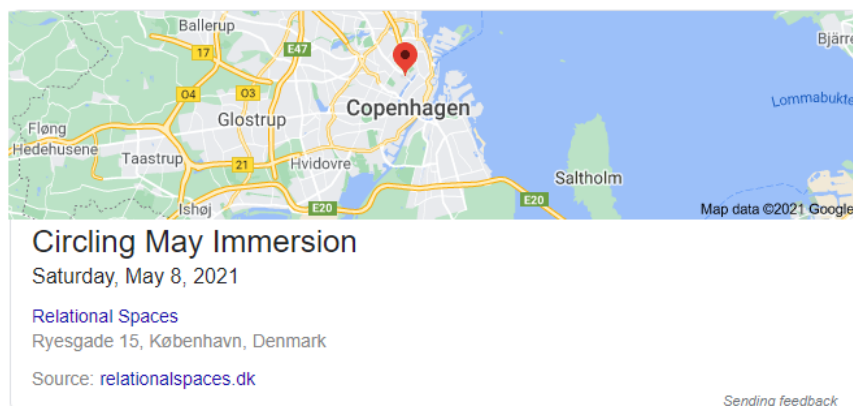 Ballerup
17
E47
Bjärre
O4
O3
Copenhagen
Lommabukte
Glostrup
Fløng
Hedehusene
Taastrup
21
Hvidovre
Saltholm
Ishøj
E20
E20
Map data ©2021 Google
Circling May Immersion
Saturday, May 8, 2021
Relational Spaces
Ryesgade 15, København, Denmark
Source: relationalspaces.dk
Sending feedback